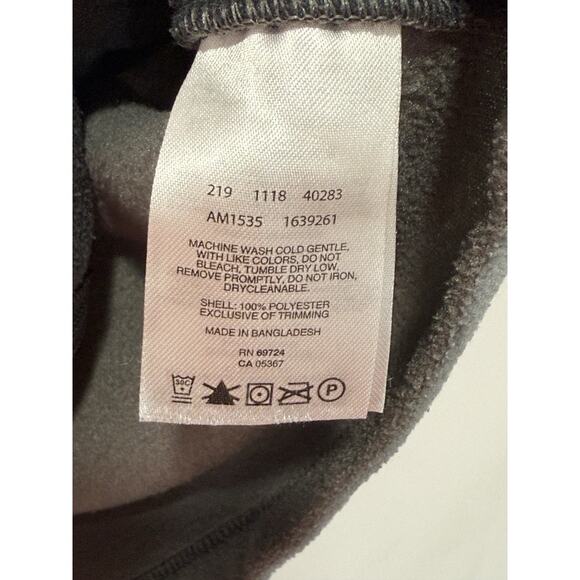 219 1118 40283
AM1535 1639261
MACHINE WASH COLD GENTLE,
WITH LIKE COLORS, DO NOT
BLEACH, TUMBLE DRY LOW,
REMOVE PROMPTLY, DO NOT IRON,
DRYCLEANABLE.
SHELL: 100% POLYESTER
EXCLUSIVE OF TRIMMING
MADE IN BANGLADESH
RN 69724
CA 05367
30C P